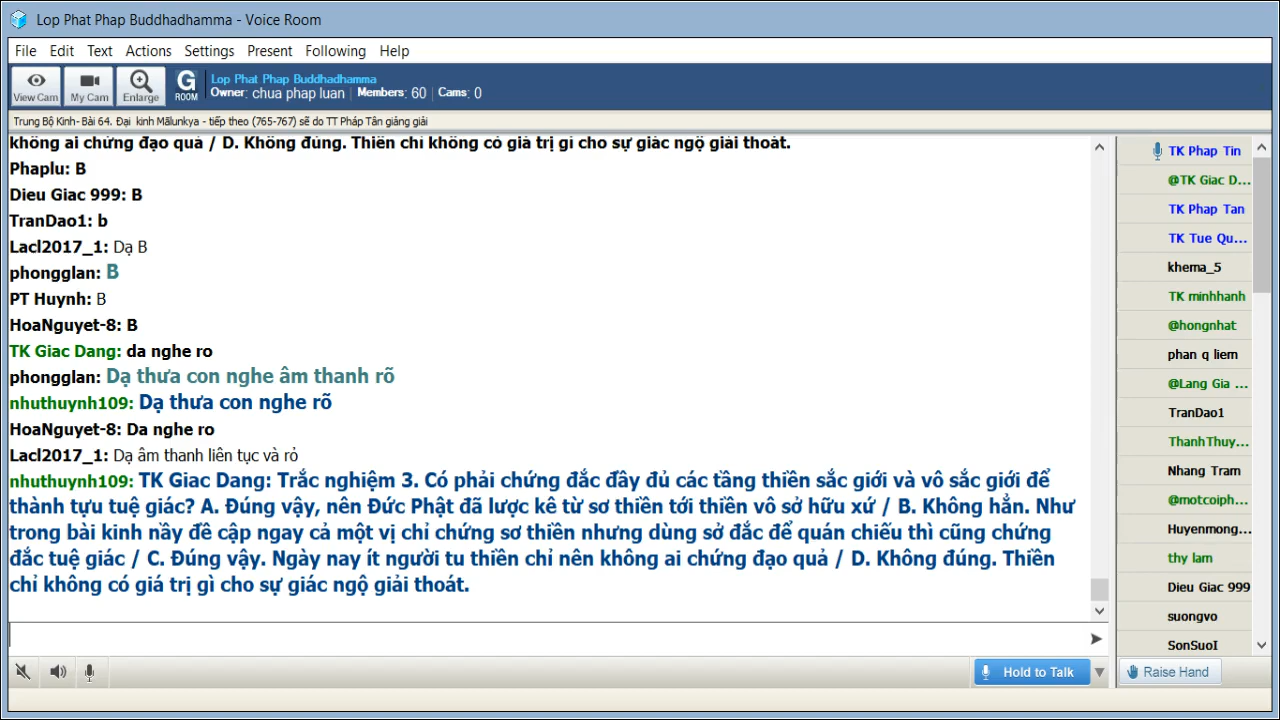 Lop Phat Phap Buddhadhamma - Voice Room
File Edit Text Actions Settings Present Following Help
View Cam My Cam Enlarge G ROOM
Lop Phat Phap Buddhadhamma
Owner: chua phap luan Members: 60 Cams: 0
Trung Bộ Kinh- Bài 64. Đại kinh Mãlunkya - tiếp theo (765-767) sẽ do TT Pháp Tân giảng giải
không ai chứng đạo quả / D. Không đúng. Thiền chỉ không có giá trị gì cho sự giác ngộ giải thoát.
Phaplu: B
Dieu Giac 999: B
TranDao1: b
Lacl2017_1: Dạ B
phongglan: B
PT Huynh: B
HoaNguyet-8: B
TK Giac Dang: da nghe ro
phongglan: Dạ thưa con nghe âm thanh rõ
nhuthuynh109: Dạ thưa con nghe rõ
HoaNguyet-8: Da nghe ro
Lacl2017_1: Dạ âm thanh liên tục và rỏ
nhuthuynh109: TK Giac Dang: Trắc nghiệm 3. Có phải chứng đắc đầy đủ các tầng thiền sắc giới và vô sắc giới để
thành tựu tuệ giác? A. Đúng vậy, nên Đức Phật đã lược kê từ sơ thiền tới thiền vô sở hữu xứ / B. Không hẳn. Như
trong bài kinh nầy đề cập ngay cả một vị chỉ chứng sơ thiền nhưng dùng sở đắc để quán chiếu thì cũng chứng
đắc tuệ giác / C. Đúng vậy. Ngày nay ít người tu thiền chỉ nên không ai chứng đạo quả / D. Không đúng. Thiền
chỉ không có giá trị gì cho sự giác ngộ giải thoát.
TK Phap Tin
@TK Giac D...
TK Phap Tan
TK Tue Qu...
khema_5
TK minhhanh
@hongnhat
phan q liem
@Lang Gia ...
TranDao1
ThanhThuy...
Nhang Tram
@motcoiph...
Huyenmong...
thy lam
Dieu Giac 999
suongvo
SonSuoI
Hold to Talk
Raise Hand